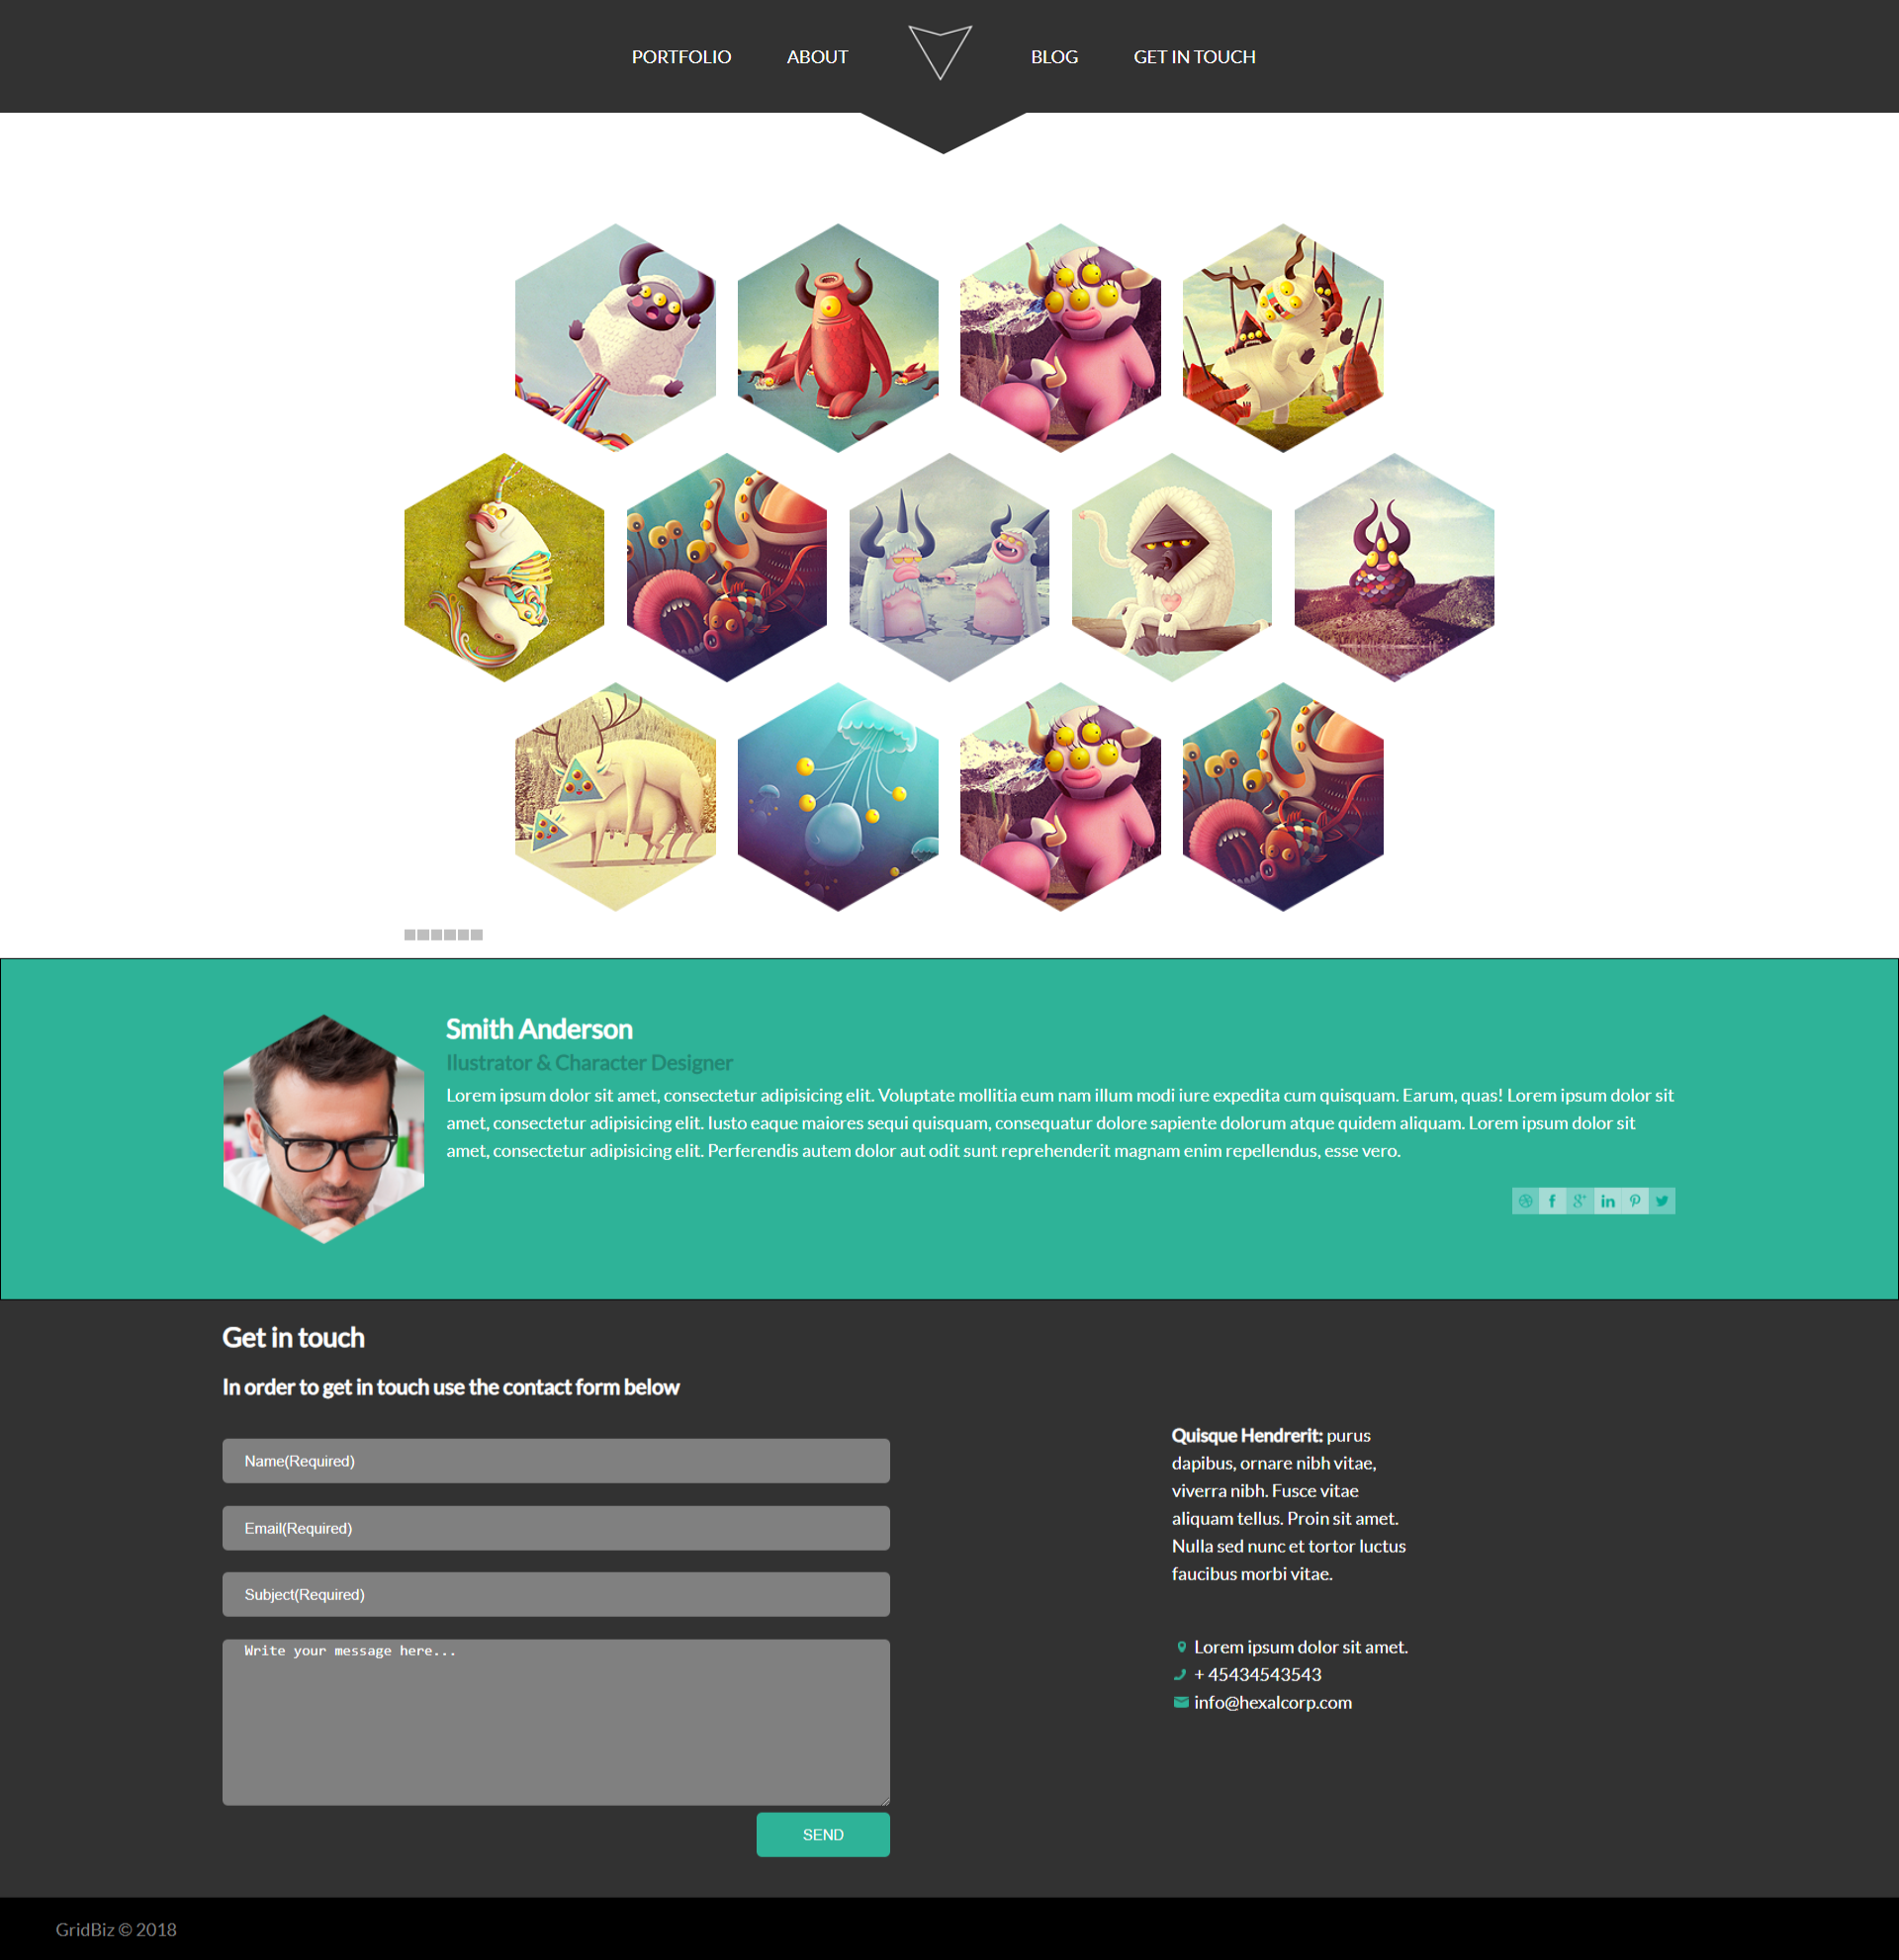 PORTFOLIO ABOUT BLOG GET IN TOUCH
Smith Anderson
Ilustrator & Character Designer
Lorem ipsum dolor sit amet, consectetur adipisicing elit. Voluptate mollitia eum nam illum modi iure expedita cum quisquam. Earum, quas! Lorem ipsum dolor sit
amet, consectetur adipisicing elit. Iusto eaque maiores sequi quisquam, consequatur dolore sapiente dolorum atque quidem aliquam. Lorem ipsum dolor sit
amet, consectetur adipisicing elit. Perferendis autem dolor aut odit sunt reprehenderit magnam enim repellendus, esse vero.
Get in touch
In order to get in touch use the contact form below
Name(Required)
Email(Required)
Subject(Required)
Write your message here...
SEND
Quisque Hendrerit: purus
dapibus, ornare nibh vitae,
viverra nibh. Fusce vitae
aliquam tellus. Proin sit amet.
Nulla sed nunc et tortor luctus
faucibus morbi vitae.
Lorem ipsum dolor sit amet.
+ 45434543543
info@hexalcorp.com
GridBiz © 2018